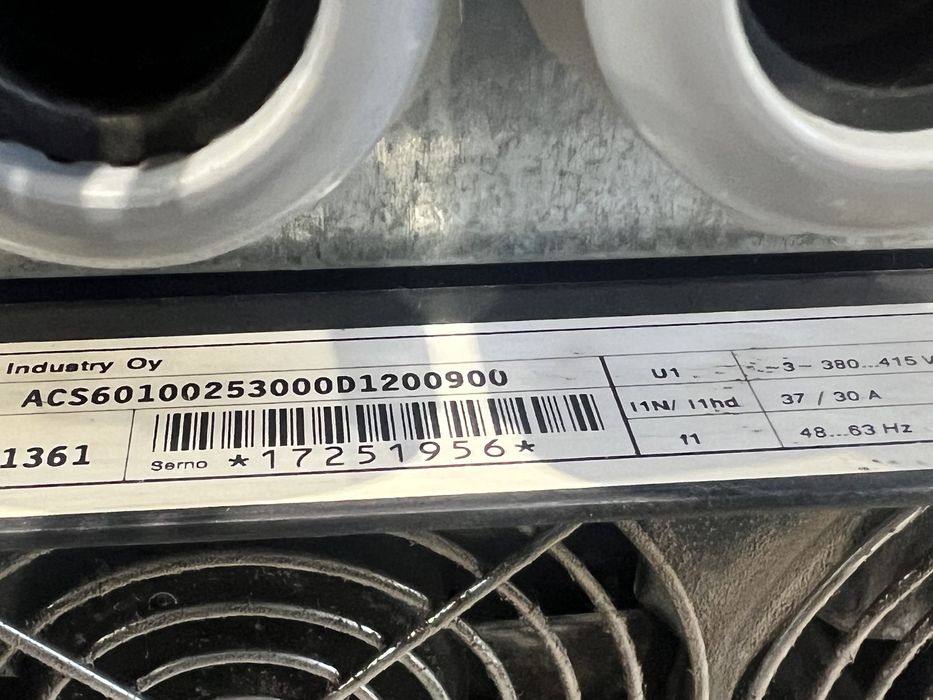 Industry Oy
ACS60100253000D1200900
1361
Serno *17251956*
U1 ~3~ 380...415 V
I1N/ I1hd 37 / 30 A
f1 48...63 Hz